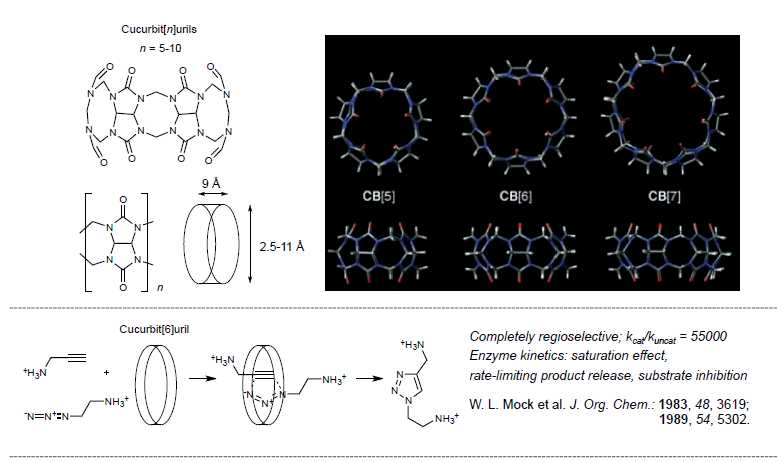 Cucurbit[n]urils
n = 5-10
O O O O
N N N N N N
N N N N N N
O O O O
CB[5] CB[6] CB[7]
9 Å
2.5-11 Å
O
N N
N N
O
n
Cucurbit[6]uril
⁺H₃N
+
⁻N=N⁺=N NH₃⁺
⁺H₃N
N N⁺ N NH₃⁺
⁺H₃N
N N N
NH₃⁺
Completely regioselective; kcat/kuncat = 55000
Enzyme kinetics: saturation effect,
rate-limiting product release, substrate inhibition
W. L. Mock et al. J. Org. Chem.: 1983, 48, 3619;
1989, 54, 5302.